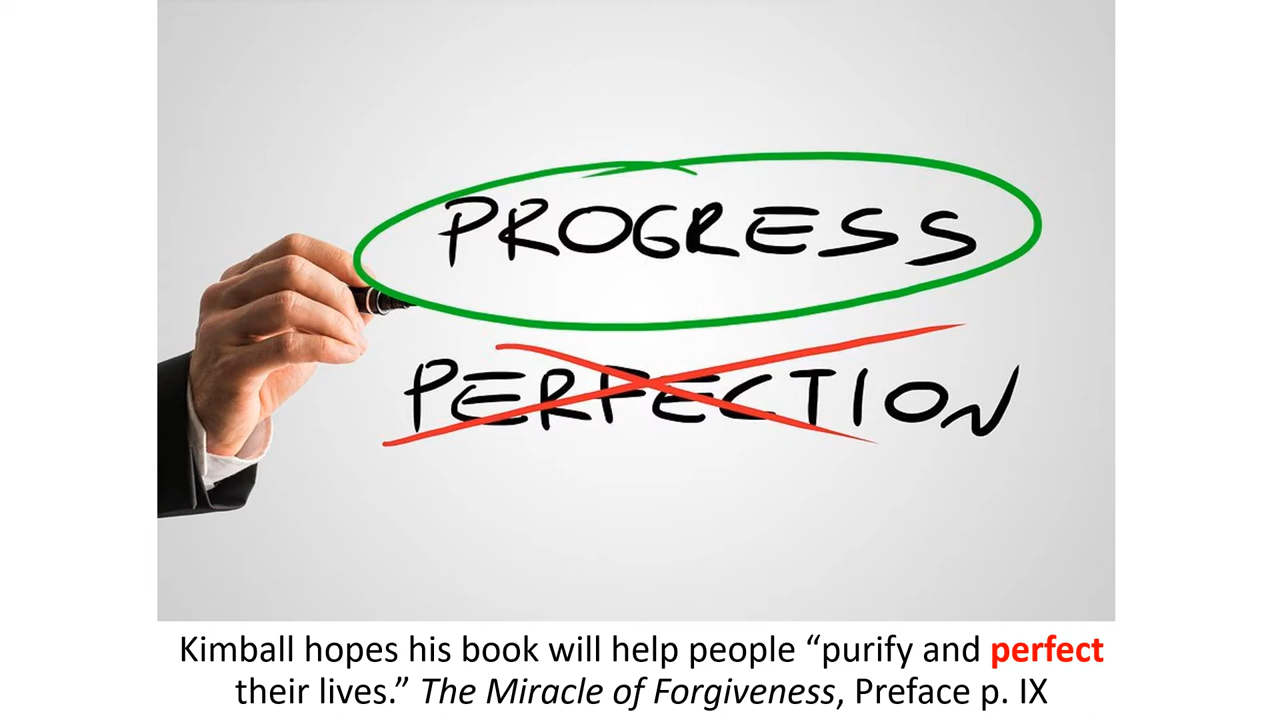 PROGRESS
PERFECTION
Kimball hopes his book will help people “purify and perfect
their lives.” The Miracle of Forgiveness, Preface p. IX